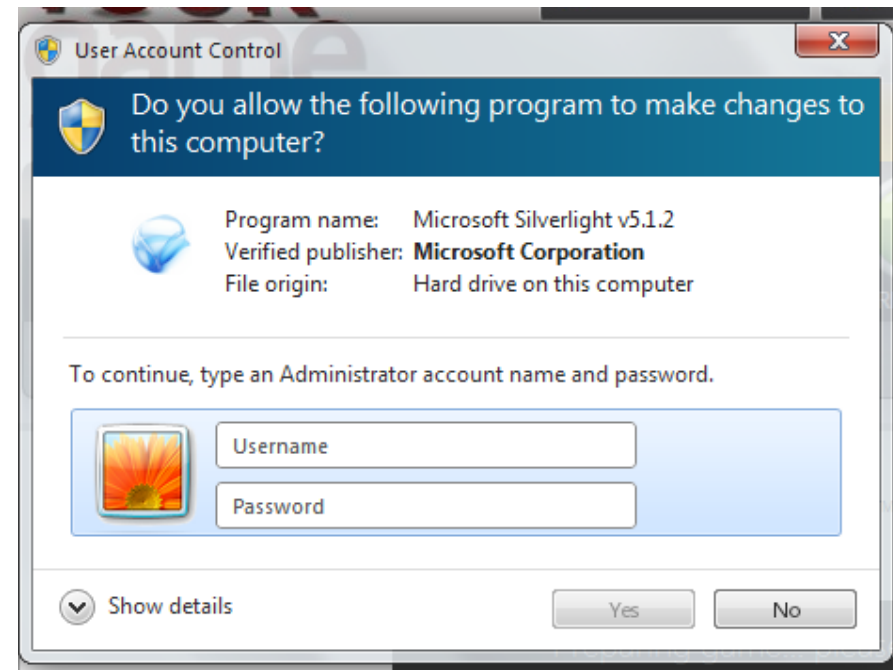 User Account Control
Do you allow the following program to make changes to
this computer?
Program name: Microsoft Silverlight v5.1.2
Verified publisher: Microsoft Corporation
File origin: Hard drive on this computer
To continue, type an Administrator account name and password.
Username
Password
Show details
Yes
No